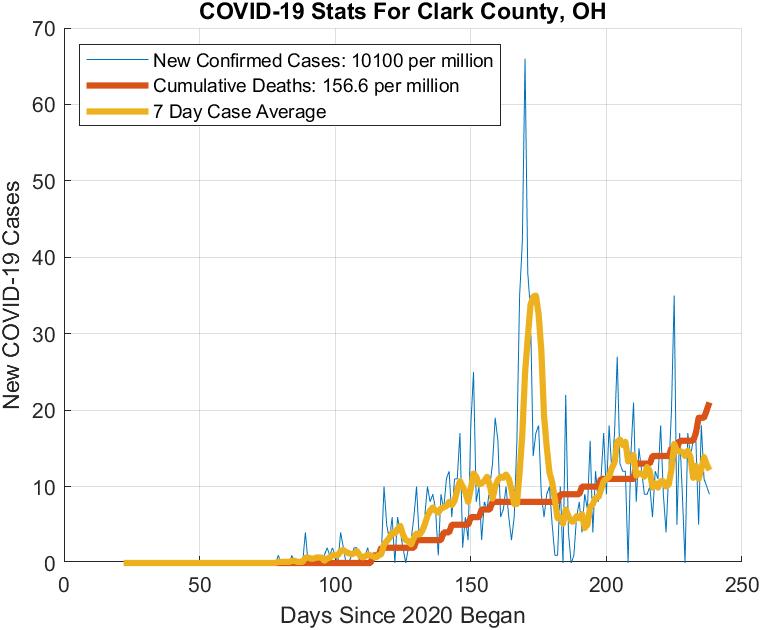 COVID-19 Stats For Clark County, OH
70
60
50
40
30
20
10
0
New Confirmed Cases: 10100 per million
Cumulative Deaths: 156.6 per million
7 Day Case Average
New COVID-19 Cases
0 50 100 150 200 250
Days Since 2020 Began